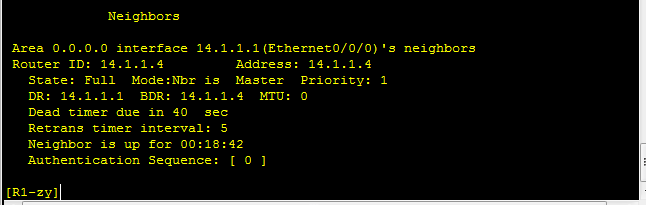 Neighbors
Area 0.0.0.0 interface 14.1.1.1(Ethernet0/0/0)'s neighbors
Router ID: 14.1.1.4 Address: 14.1.1.4
State: Full Mode:Nbr is Master Priority: 1
DR: 14.1.1.1 BDR: 14.1.1.4 MTU: 0
Dead timer due in 40 sec
Retrans timer interval: 5
Neighbor is up for 00:18:42
Authentication Sequence: [ 0 ]
[R1-zy]